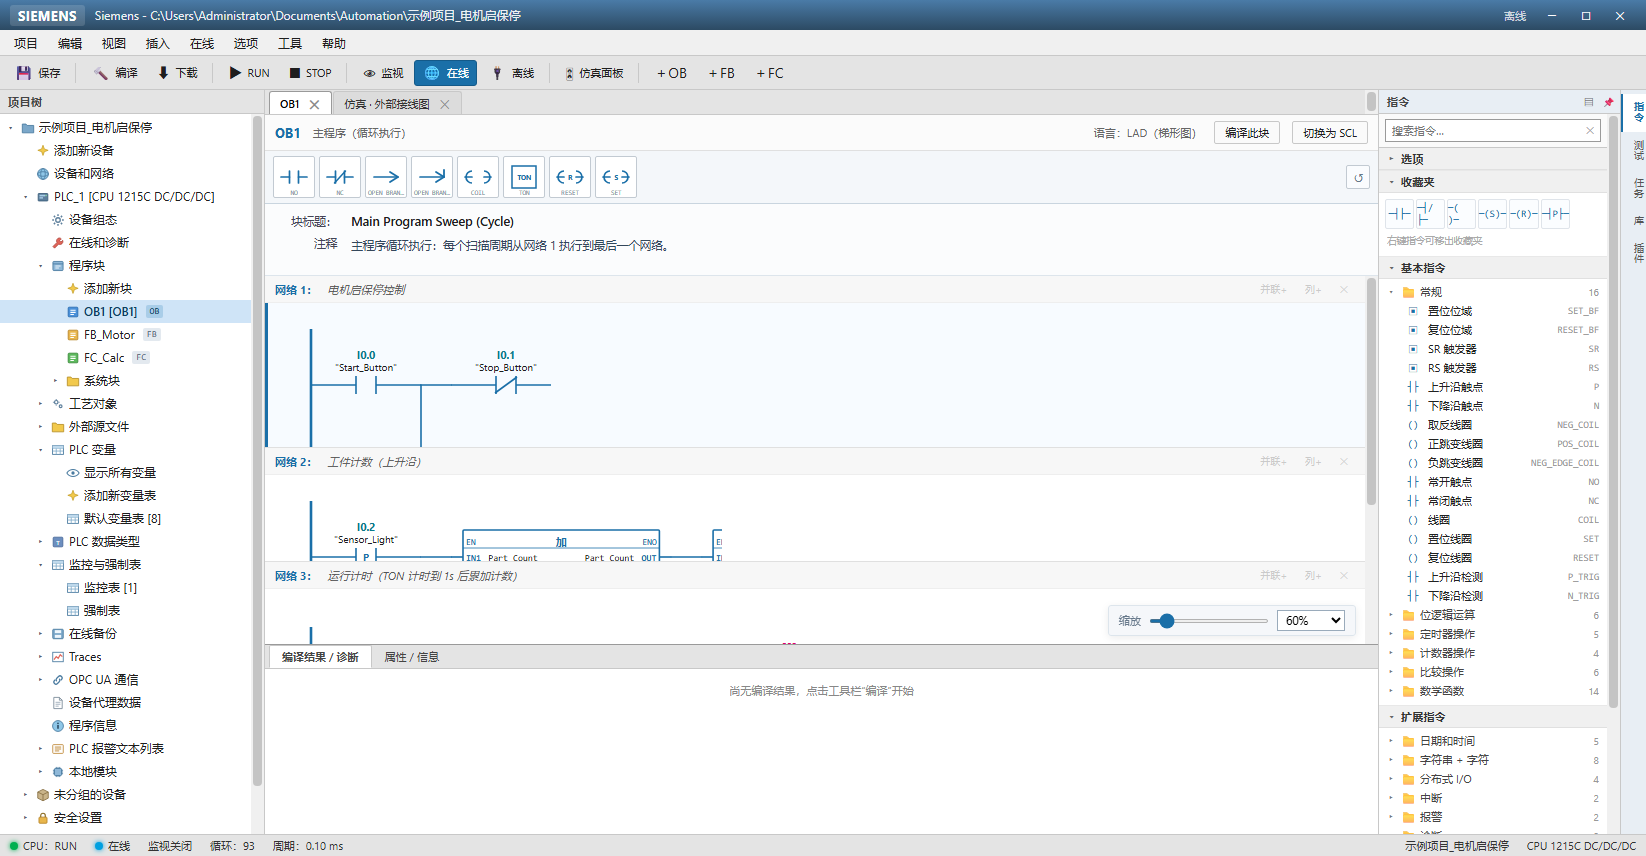 SIEMENS Siemens - C:\Users\Administrator\Documents\Automation\示例项目_电机启保停 离线
项目 编辑 视图 插入 在线 选项 工具 帮助
保存 编译 下载 RUN STOP 监视 在线 离线 仿真面板 +OB +FB +FC
项目树
示例项目_电机启保停
添加新设备
设备和网络
PLC_1 [CPU 1215C DC/DC/DC]
设备组态
在线和诊断
程序块
添加新块
OB1 [OB1] OB
FB_Motor FB
FC_Calc FC
系统块
工艺对象
外部源文件
PLC 变量
显示所有变量
添加新变量表
默认变量表 [8]
PLC 数据类型
监控与强制表
监控表 [1]
强制表
在线备份
Traces
OPC UA 通信
设备代理数据
程序信息
PLC 报警文本列表
本地模块
未分组的设备
安全设置
OB1 仿真 · 外部接线图
OB1 主程序（循环执行） 语言：LAD（梯形图） 编译此块 切换为 SCL
NO NC OPEN BRAN… OPEN BRAN… COIL TON TON R RESET S SET
块标题: Main Program Sweep (Cycle)
注释 主程序循环执行：每个扫描周期从网络 1 执行到最后一个网络。
网络 1： 电机启保停控制 并联+ 列+
I0.0 I0.1
"Start_Button" "Stop_Button"
网络 2： 工件计数（上升沿） 并联+ 列+
I0.2
"Sensor_Light"
P
EN 加 ENO
IN1 Part_Count Part_Count OUT
网络 3： 运行计时（TON 计时到 1s 后累加计数） 并联+ 列+
缩放 60%
编译结果 / 诊断 属性 / 信息
尚无编译结果，点击工具栏"编译"开始
指令
搜索指令...
选项
收藏夹
右键指令可移出收藏夹
基本指令
常规 16
置位位域 SET_BF
复位位域 RESET_BF
SR 触发器 SR
RS 触发器 RS
上升沿触点 P
下降沿触点 N
取反线圈 NEG_COIL
正跳变线圈 POS_COIL
负跳变线圈 NEG_EDGE_COIL
常开触点 NO
常闭触点 NC
线圈 COIL
置位线圈 SET
复位线圈 RESET
上升沿检测 P_TRIG
下降沿检测 N_TRIG
位逻辑运算 6
定时器操作 5
计数器操作 4
比较操作 6
数学函数 14
扩展指令
日期和时间 5
字符串 + 字符 8
分布式 I/O 4
中断 2
报警 2
指令
测试
任务
库
插件
CPU：RUN 在线 监视关闭 循环：93 周期：0.10 ms 示例项目_电机启保停 CPU 1215C DC/DC/DC